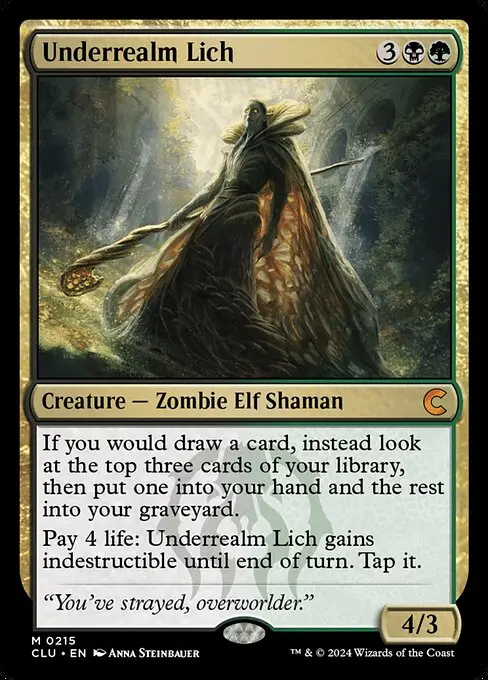 Underrealm Lich 3
Creature — Zombie Elf Shaman
If you would draw a card, instead look
at the top three cards of your library,
then put one into your hand and the rest
into your graveyard.
Pay 4 life: Underrealm Lich gains
indestructible until end of turn. Tap it.
“You’ve strayed, overworlder.”
4/3
M 0215
CLU • EN Anna Steinbauer
™ & © 2024 Wizards of the Coast